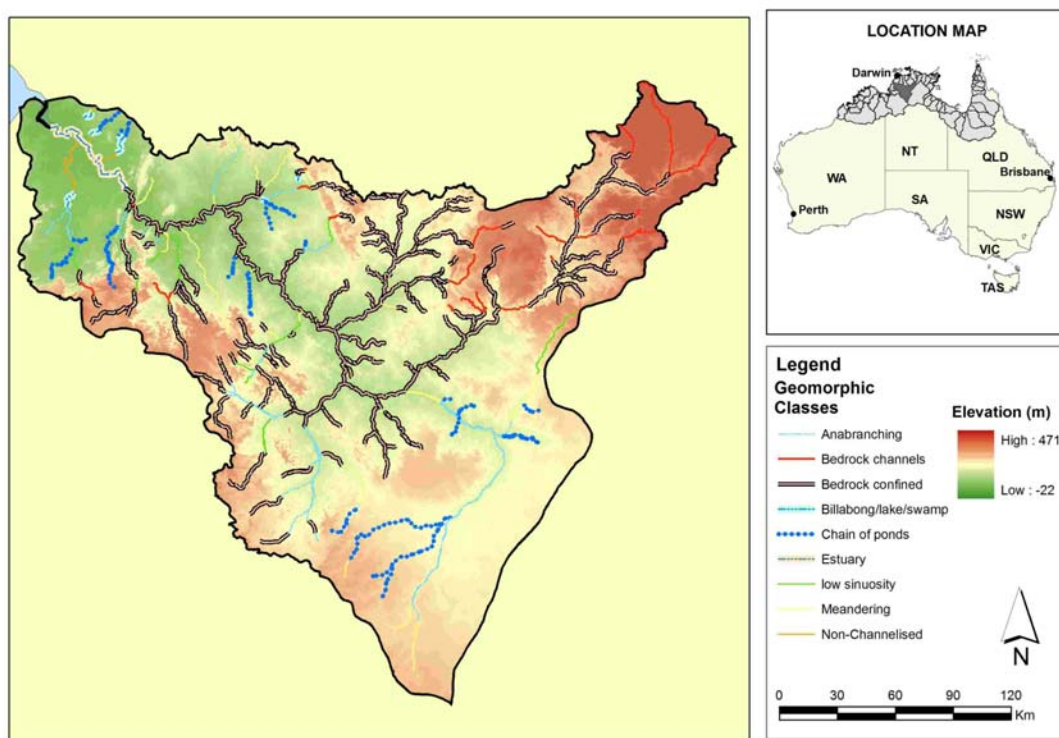 LOCATION MAP
Darwin
NT
QLD
Brisbane
WA
SA
Perth
NSW
VIC
TAS
Legend
Geomorphic
Classes
Elevation (m)
Anabranching
High : 471
Bedrock channels
Bedrock confined
Low : -22
Billabong/lake/swamp
Chain of ponds
Estuary
low sinuosity
Meandering
Non-Channelised
N
0 30 60 90 120
Km